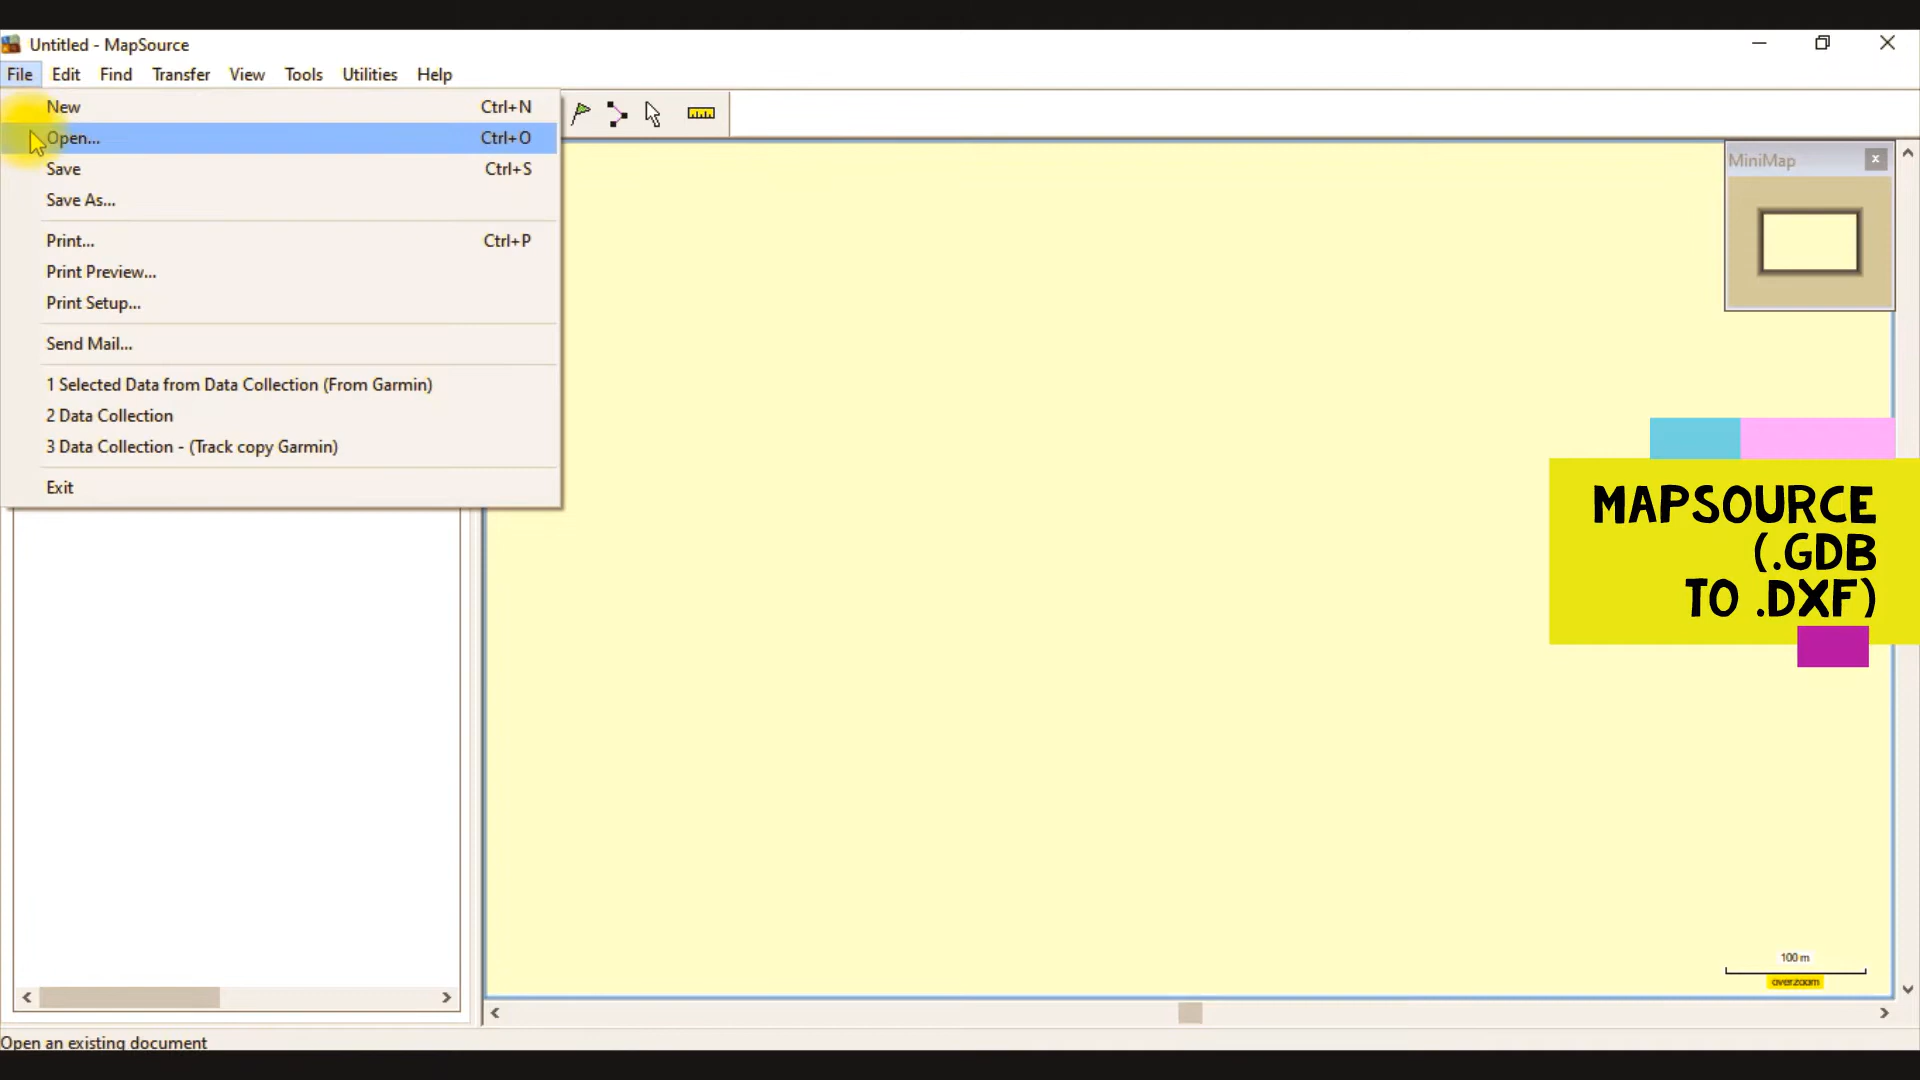 Untitled - MapSource
File Edit Find Transfer View Tools Utilities Help
New Ctrl+N
Open... Ctrl+O
Save Ctrl+S
Save As...
Print... Ctrl+P
Print Preview...
Print Setup...
Send Mail...
1 Selected Data from Data Collection (From Garmin)
2 Data Collection
3 Data Collection - (Track copy Garmin)
Exit
MiniMap
MAPSOURCE
(.GDB
TO .DXF)
100 m
overzoom
Open an existing document